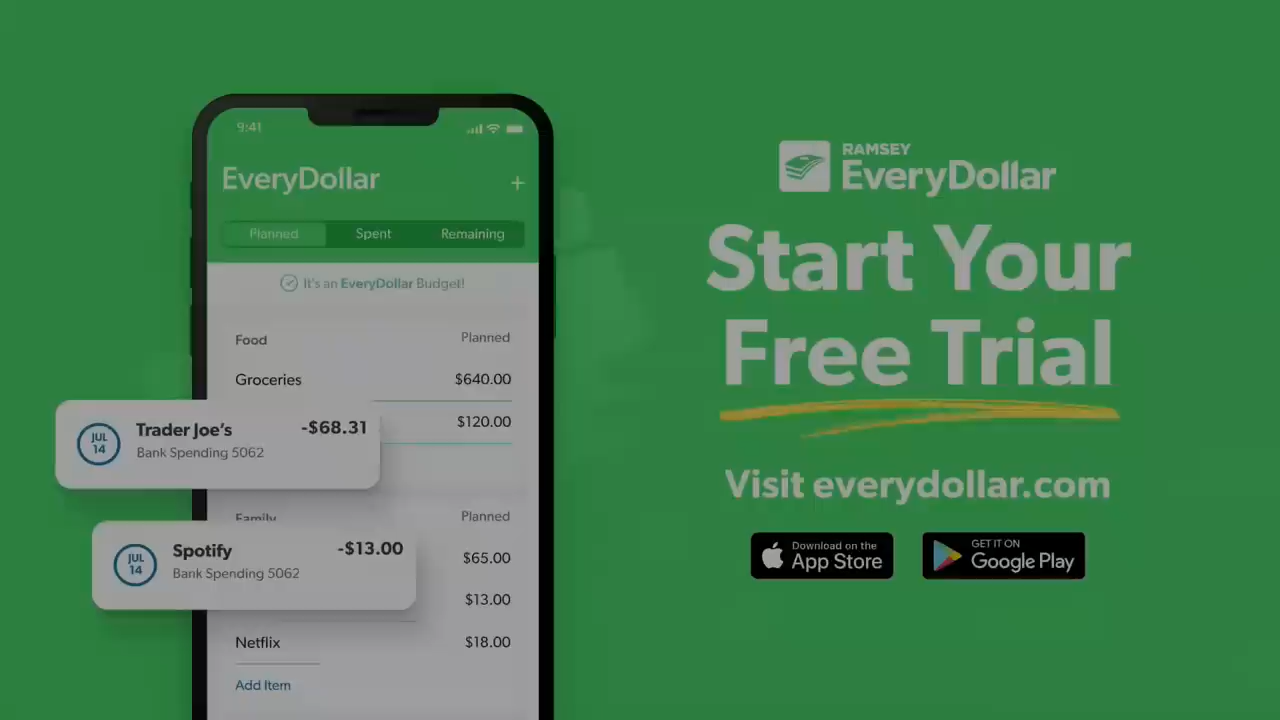 9:41
EveryDollar
+
Planned Spent Remaining
It's an EveryDollar Budget!
Food Planned
Groceries $640.00
$120.00
JUL 14
Trader Joe's -$68.31
Bank Spending 5062
Family Planned
JUL 14
Spotify -$13.00
Bank Spending 5062
$65.00
$13.00
Netflix $18.00
Add Item
RAMSEY
EveryDollar
Start Your
Free Trial
Visit everydollar.com
Download on the
App Store
GET IT ON
Google Play